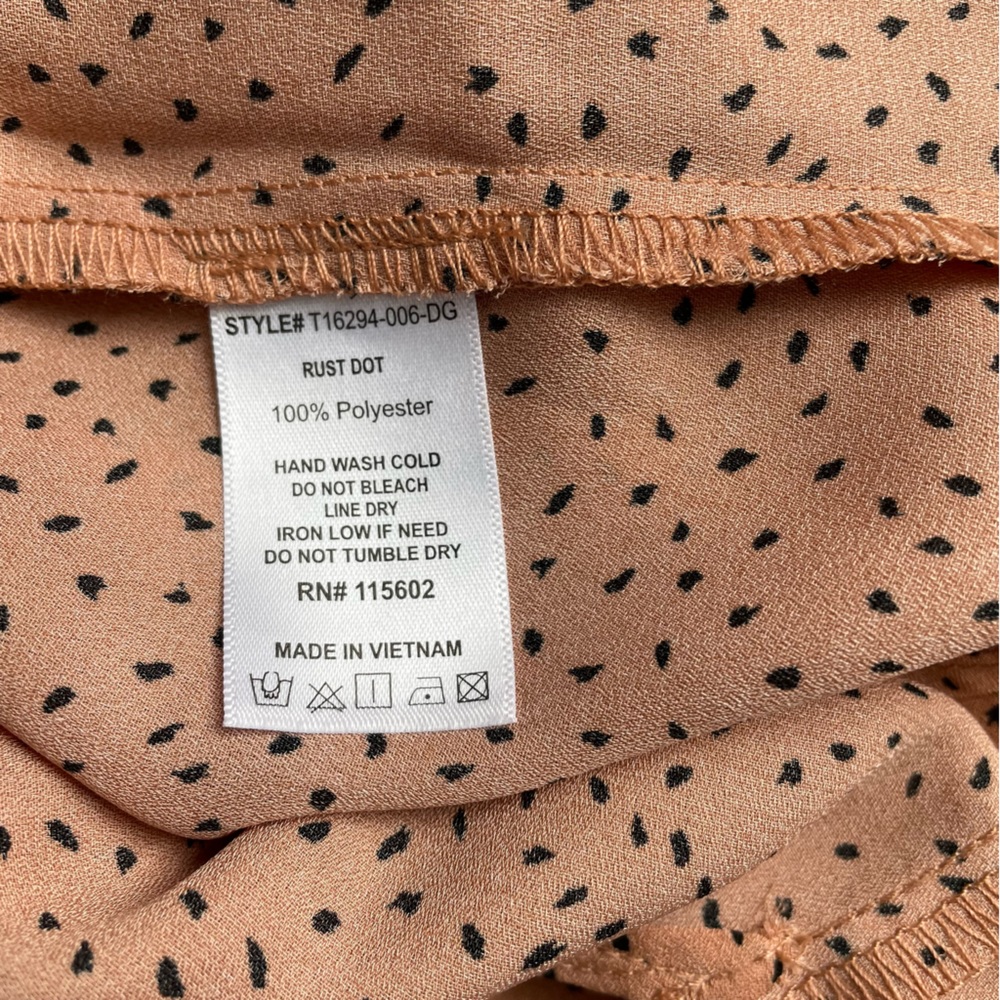 STYLE# T16294-006-DG
RUST DOT
100% Polyester
HAND WASH COLD
DO NOT BLEACH
LINE DRY
IRON LOW IF NEED
DO NOT TUMBLE DRY
RN# 115602
MADE IN VIETNAM